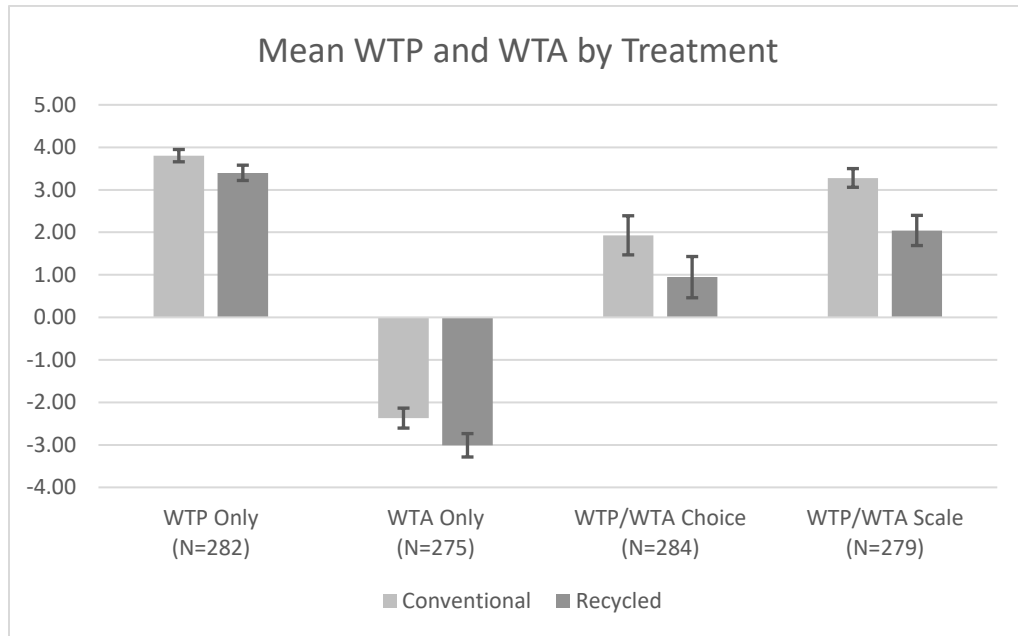 Mean WTP and WTA by Treatment
5.00
4.00
3.00
2.00
1.00
0.00
-1.00
-2.00
-3.00
-4.00
WTP Only
(N=282)
WTA Only
(N=275)
WTP/WTA Choice
(N=284)
WTP/WTA Scale
(N=279)
Conventional
Recycled